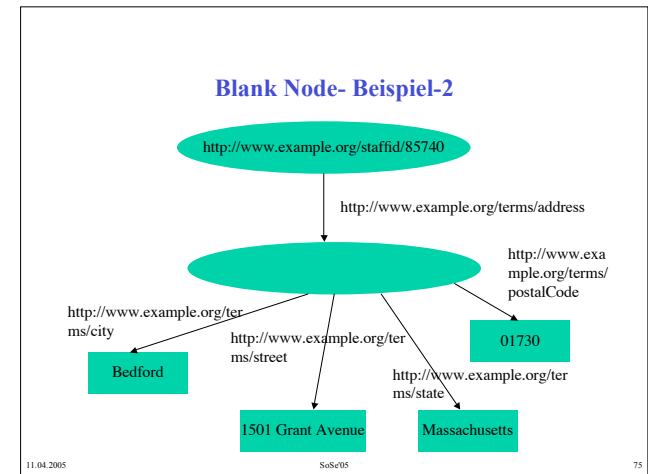 Blank Node- Beispiel-2
http://www.example.org/staffid/85740
http://www.example.org/terms/address
http://www.exa
mple.org/terms/
postalCode
http://www.example.org/ter
ms/city
http://www.example.org/ter
ms/street
01730
Bedford
http://www.example.org/ter
ms/state
1501 Grant Avenue
Massachusetts
11.04.2005
SoSe'05
75